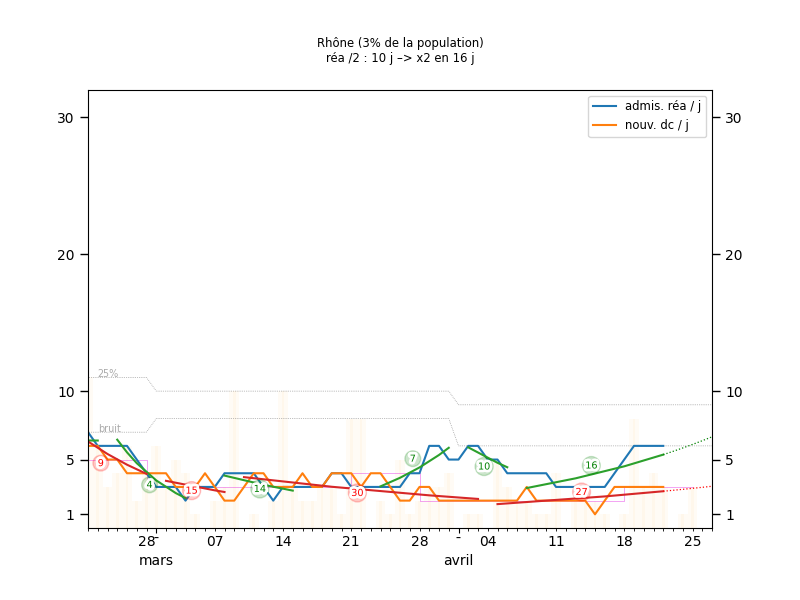 Rhône (3% de la population)
réa /2 : 10 j –> x2 en 16 j
admis. réa / j
nouv. dc / j
30 30
20 20
25%
10 10
bruit
7 16
9 5 10 5
4 15 14 30 27
1 1
28 07 14 21 28 04 11 18 25
mars avril